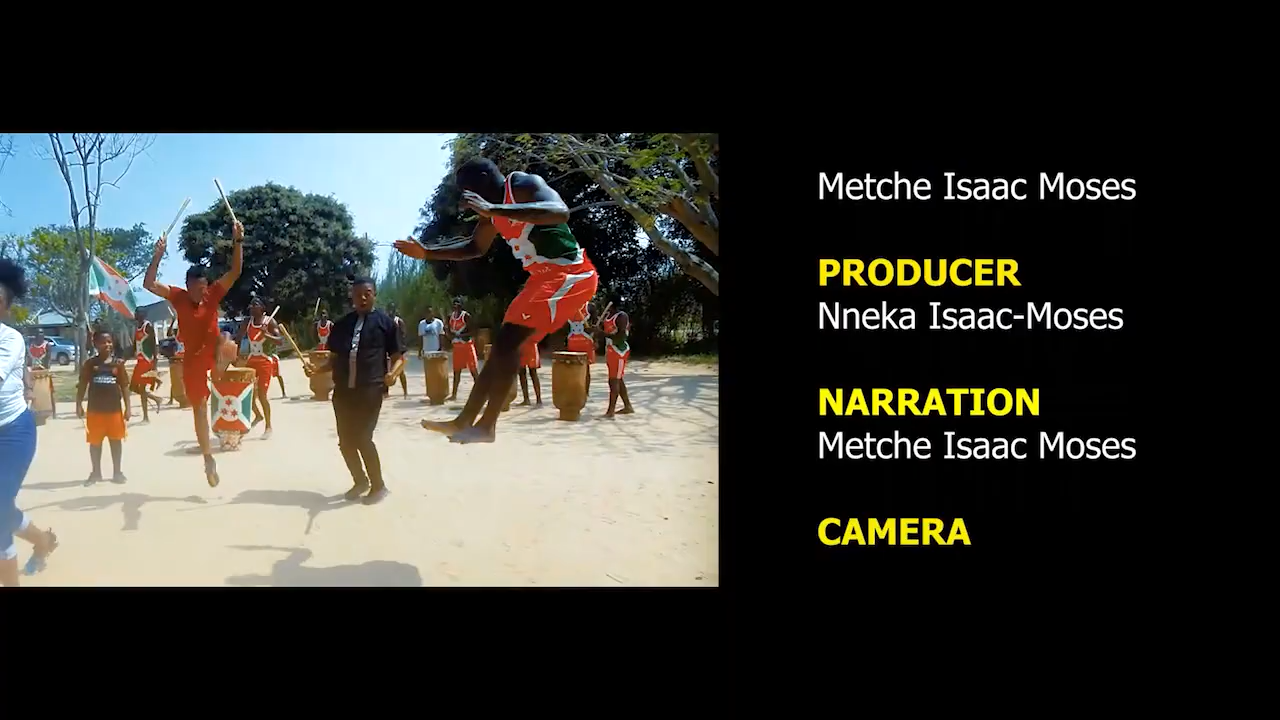 Metche Isaac Moses
PRODUCER
Nneka Isaac-Moses
NARRATION
Metche Isaac Moses
CAMERA